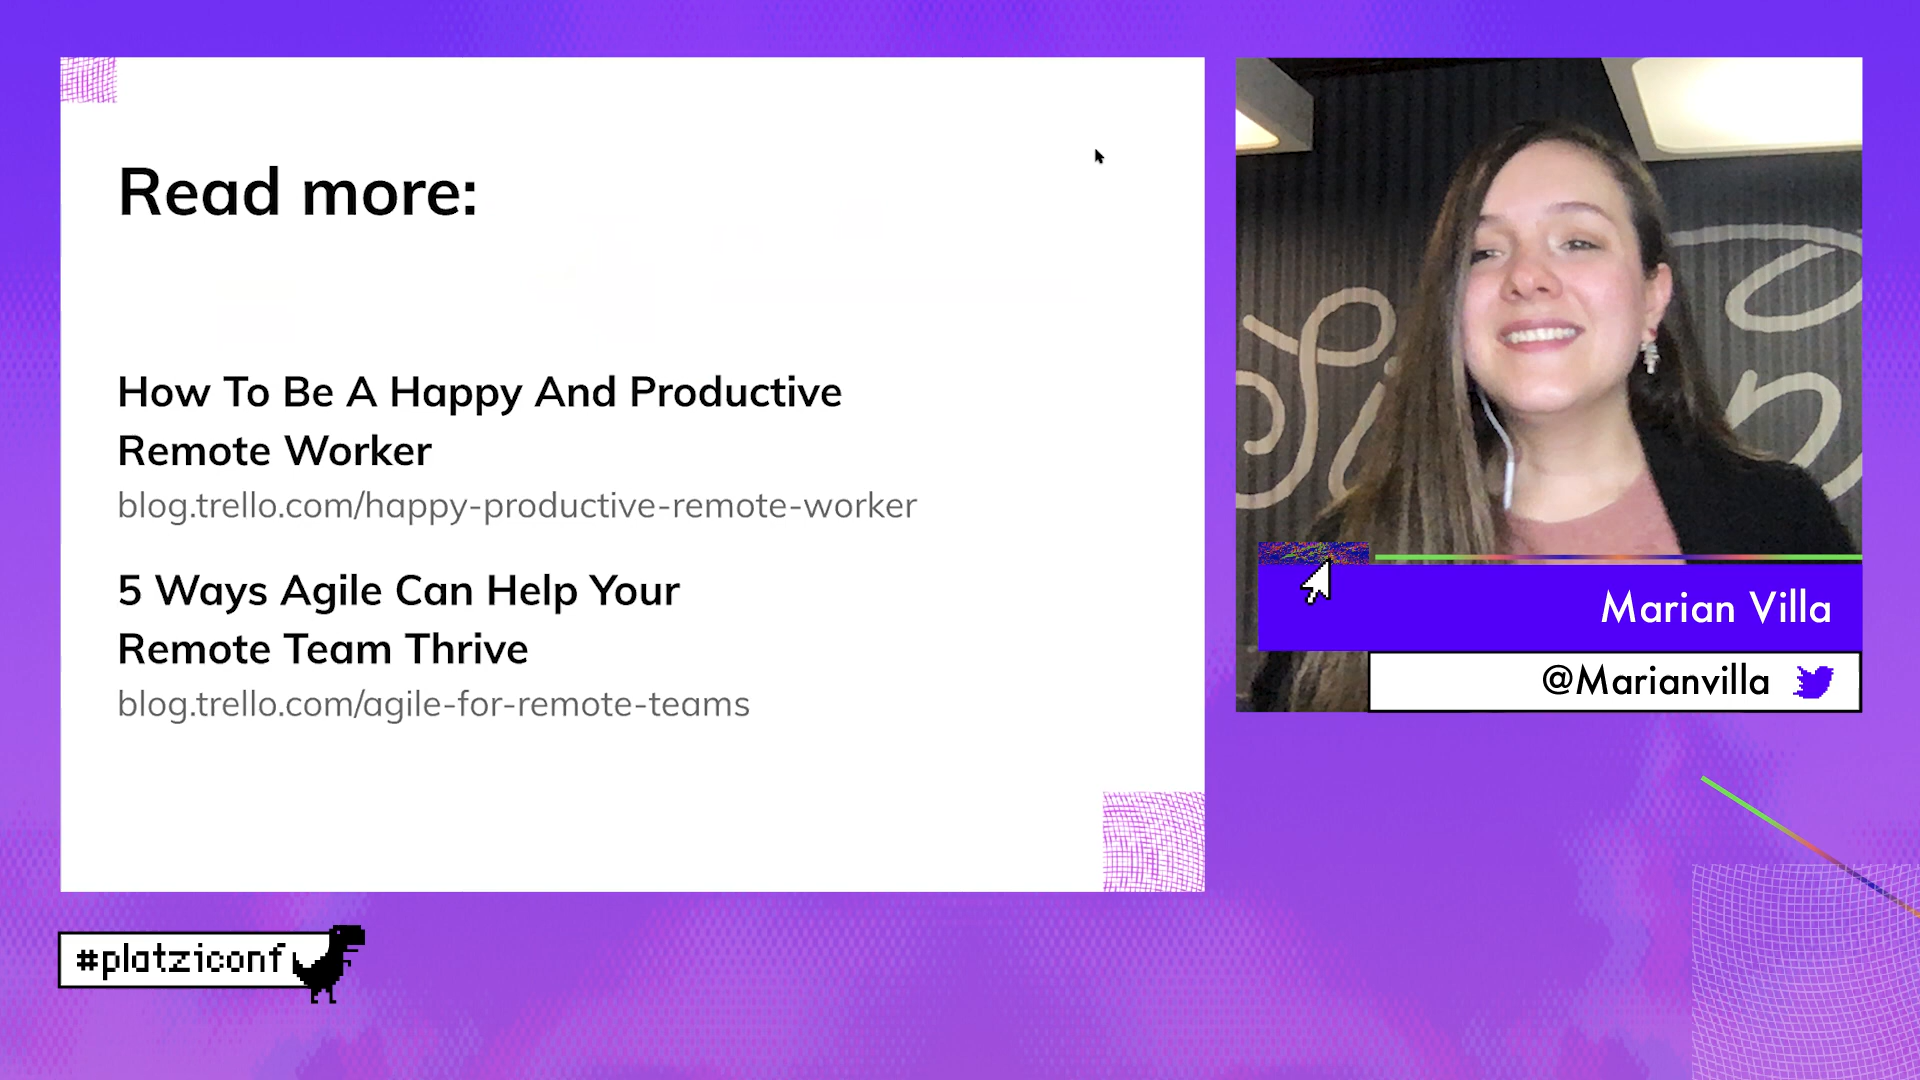 Read more:
How To Be A Happy And Productive
Remote Worker
blog.trello.com/happy-productive-remote-worker
5 Ways Agile Can Help Your
Remote Team Thrive
blog.trello.com/agile-for-remote-teams
Marian Villa
@Marianvilla
#platziconf